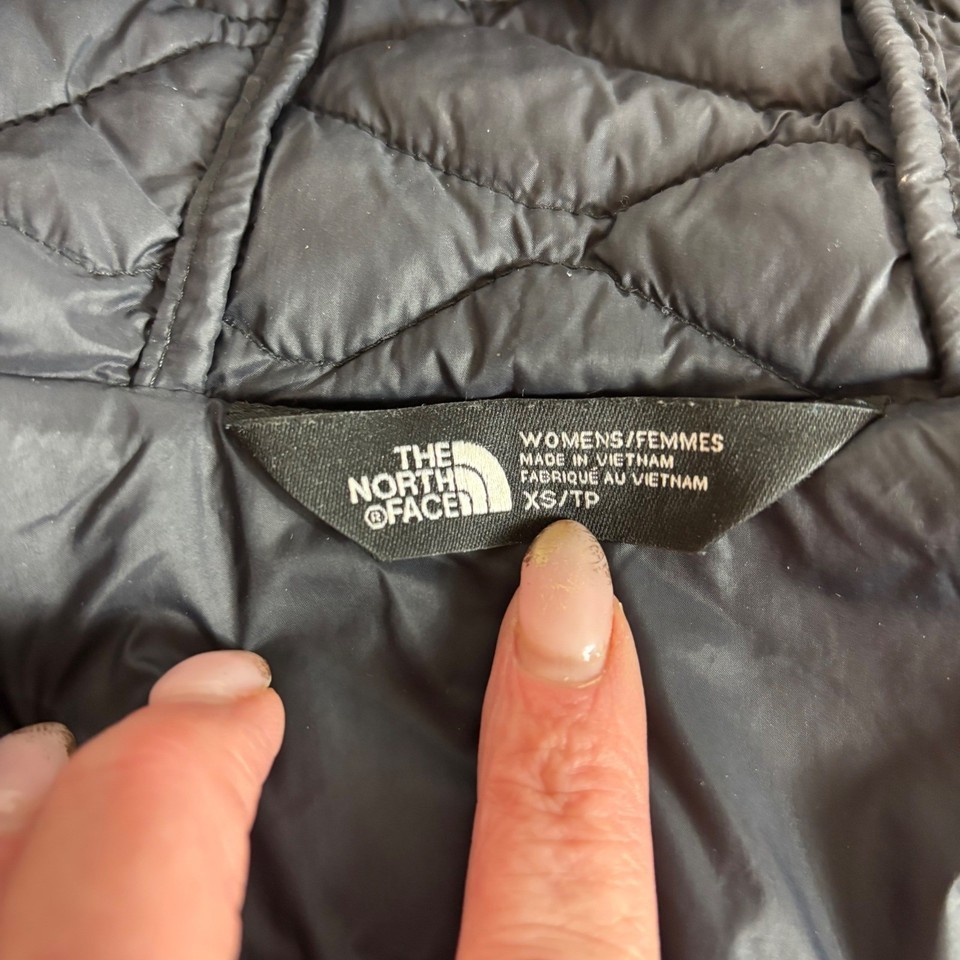 THE
NORTH
®FACE
WOMENS/FEMMES
MADE IN VIETNAM
FABRIQUÉ AU VIETNAM
XS/TP